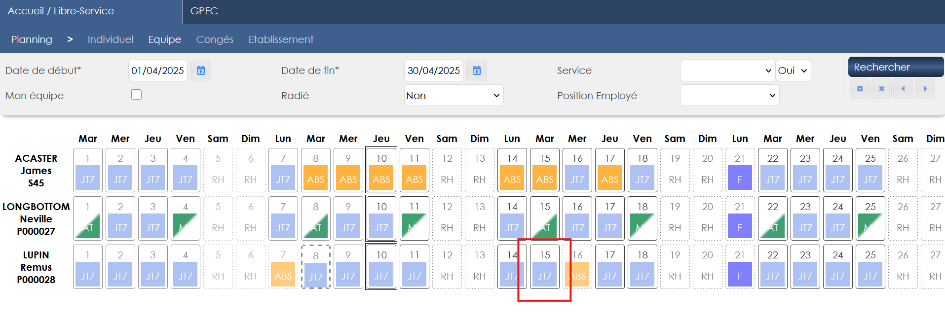 Accueil / Libre-Service GPEC
Planning > Individuel Equipe Congés Etablissement
Date de début* 01/04/2025 Date de fin* 30/04/2025 Service Oui Rechercher
Mon équipe Radié Non Position Employé
Mar Mer Jeu Ven Sam Dim Lun Mar Mer Jeu Ven Sam Dim Lun Mar Mer Jeu Ven Sam Dim Lun Mar Mer Jeu Ven Sam Dim
ACASTER 1 2 3 4 5 6 7 8 9 10 11 12 13 14 15 16 17 18 19 20 21 22 23 24 25 26 27
James
S45 JT7 JT7 JT7 JT7 RH RH JT7 ABS ABS ABS ABS RH RH ABS ABS JT7 ABS JT7 RH RH F JT7 JT7 JT7 JT7 RH RH
LONGBOTTOM 1 2 3 4 5 6 7 8 9 10 11 12 13 14 15 16 17 18 19 20 21 22 23 24 25 26 27
Neville
P000027 AT JT7 JT7 RH RH JT7 AT JT7 JT7 RH RH JT7 AT JT7 JT7 RH RH F AT JT7 JT7 RH RH
LUPIN 1 2 3 4 5 6 7 8 9 10 11 12 13 14 15 16 17 18 19 20 21 22 23 24 25 26 27
Remus
P000028 JT7 JT7 JT7 JT7 RH RH ABS JT7 JT7 JT7 JT7 RH RH JT7 JT7 ABS JT7 JT7 RH RH F JT7 JT7 JT7 JT7 RH RH